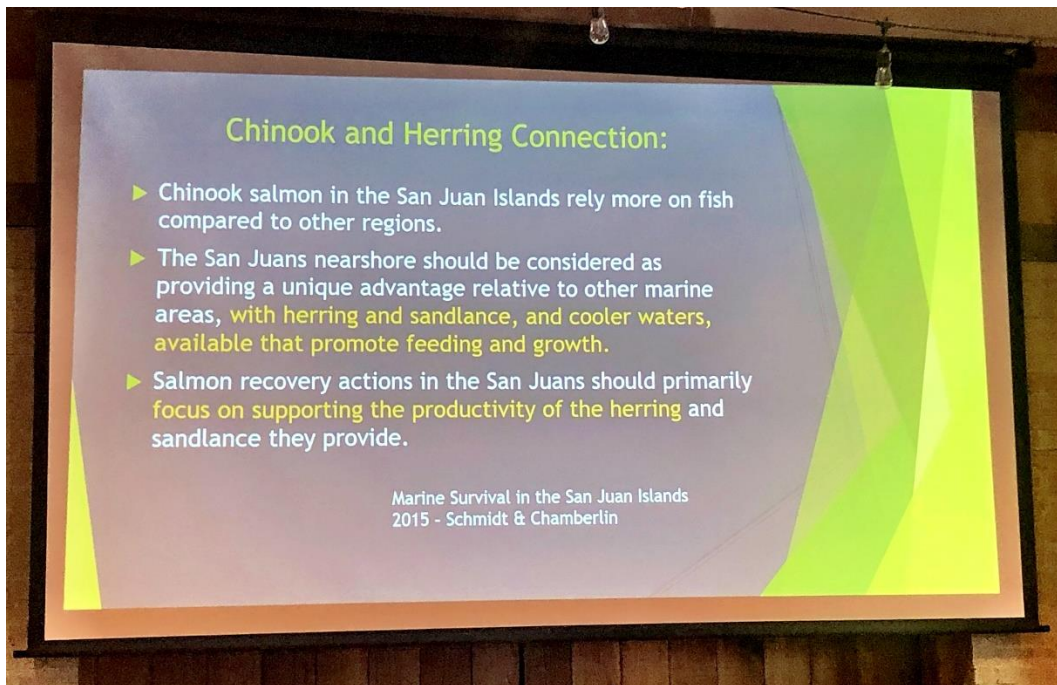 Chinook and Herring Connection:
Chinook salmon in the San Juan Islands rely more on fish
compared to other regions.
The San Juans nearshore should be considered as
providing a unique advantage relative to other marine
areas, with herring and sandlance, and cooler waters,
available that promote feeding and growth.
Salmon recovery actions in the San Juans should primarily
focus on supporting the productivity of the herring and
sandlance they provide.
Marine Survival in the San Juan Islands
2015 - Schmidt & Chamberlin